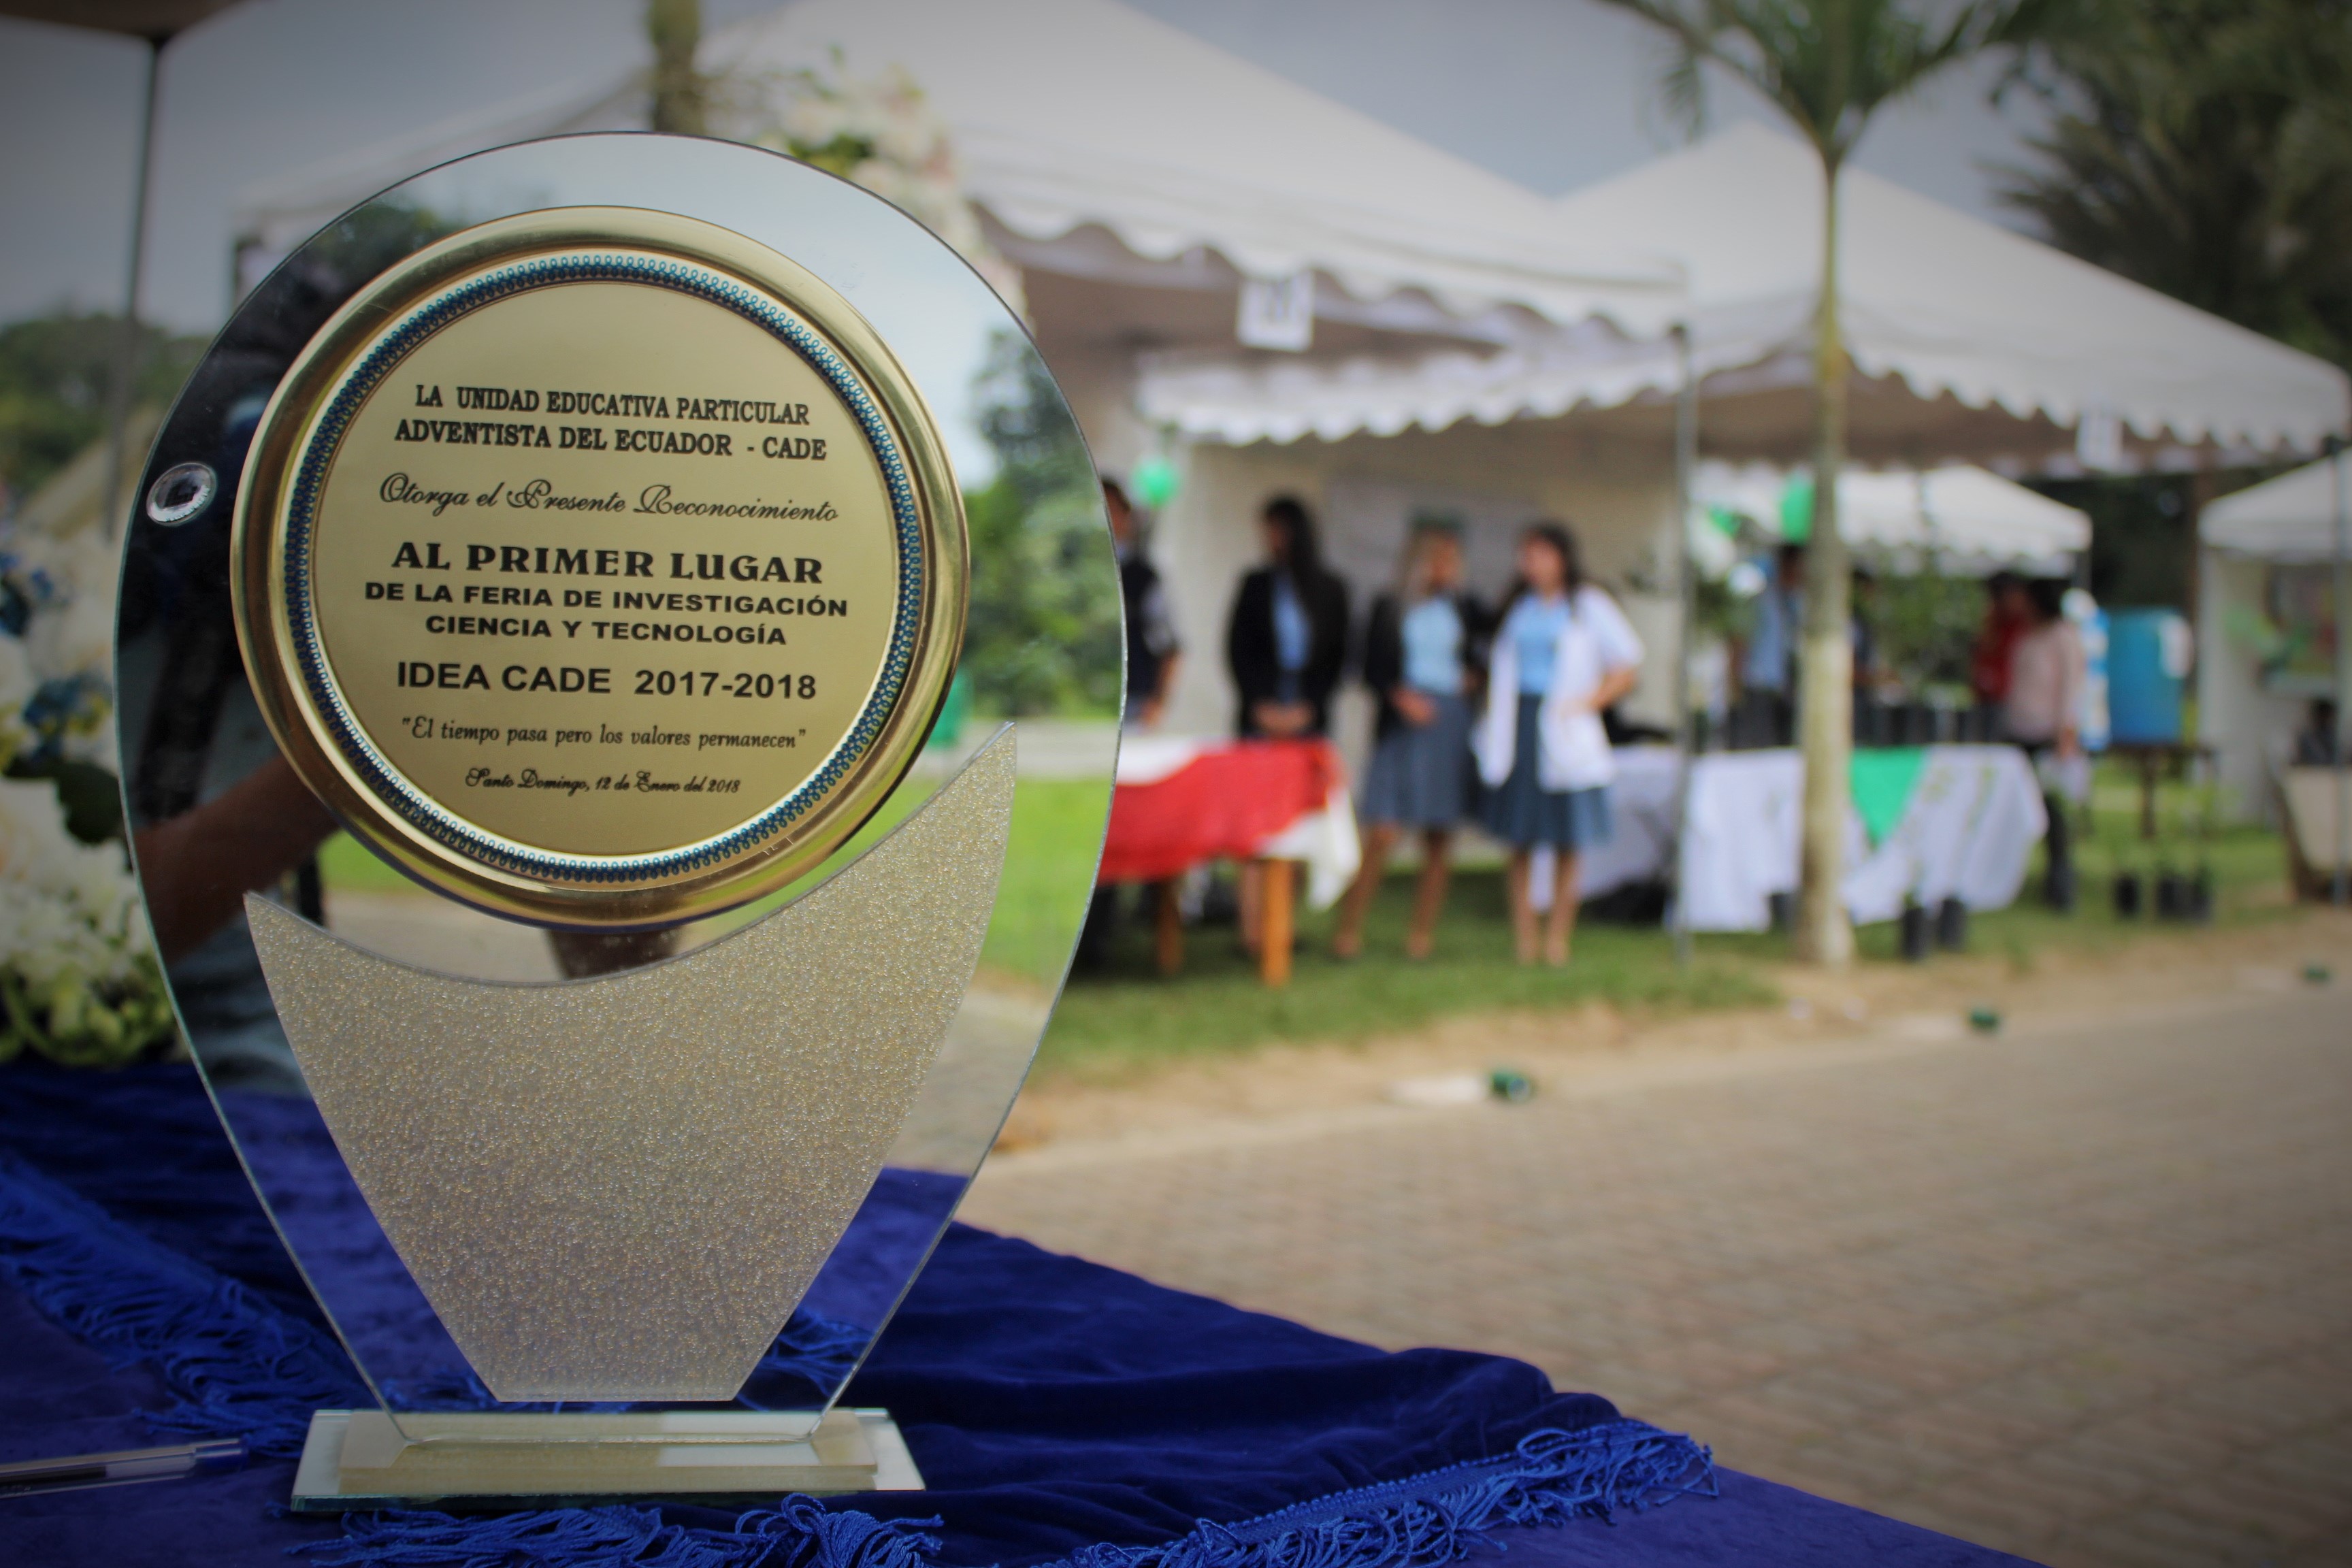 LA UNIDAD EDUCATIVA PARTICULAR
ADVENTISTA DEL ECUADOR - CADE
Otorga el Presente Reconocimiento
AL PRIMER LUGAR
DE LA FERIA DE INVESTIGACIÓN
CIENCIA Y TECNOLOGÍA
IDEA CADE 2017-2018
"El tiempo pasa pero los valores permanecen"
Santo Domingo, 12 de Enero del 2018